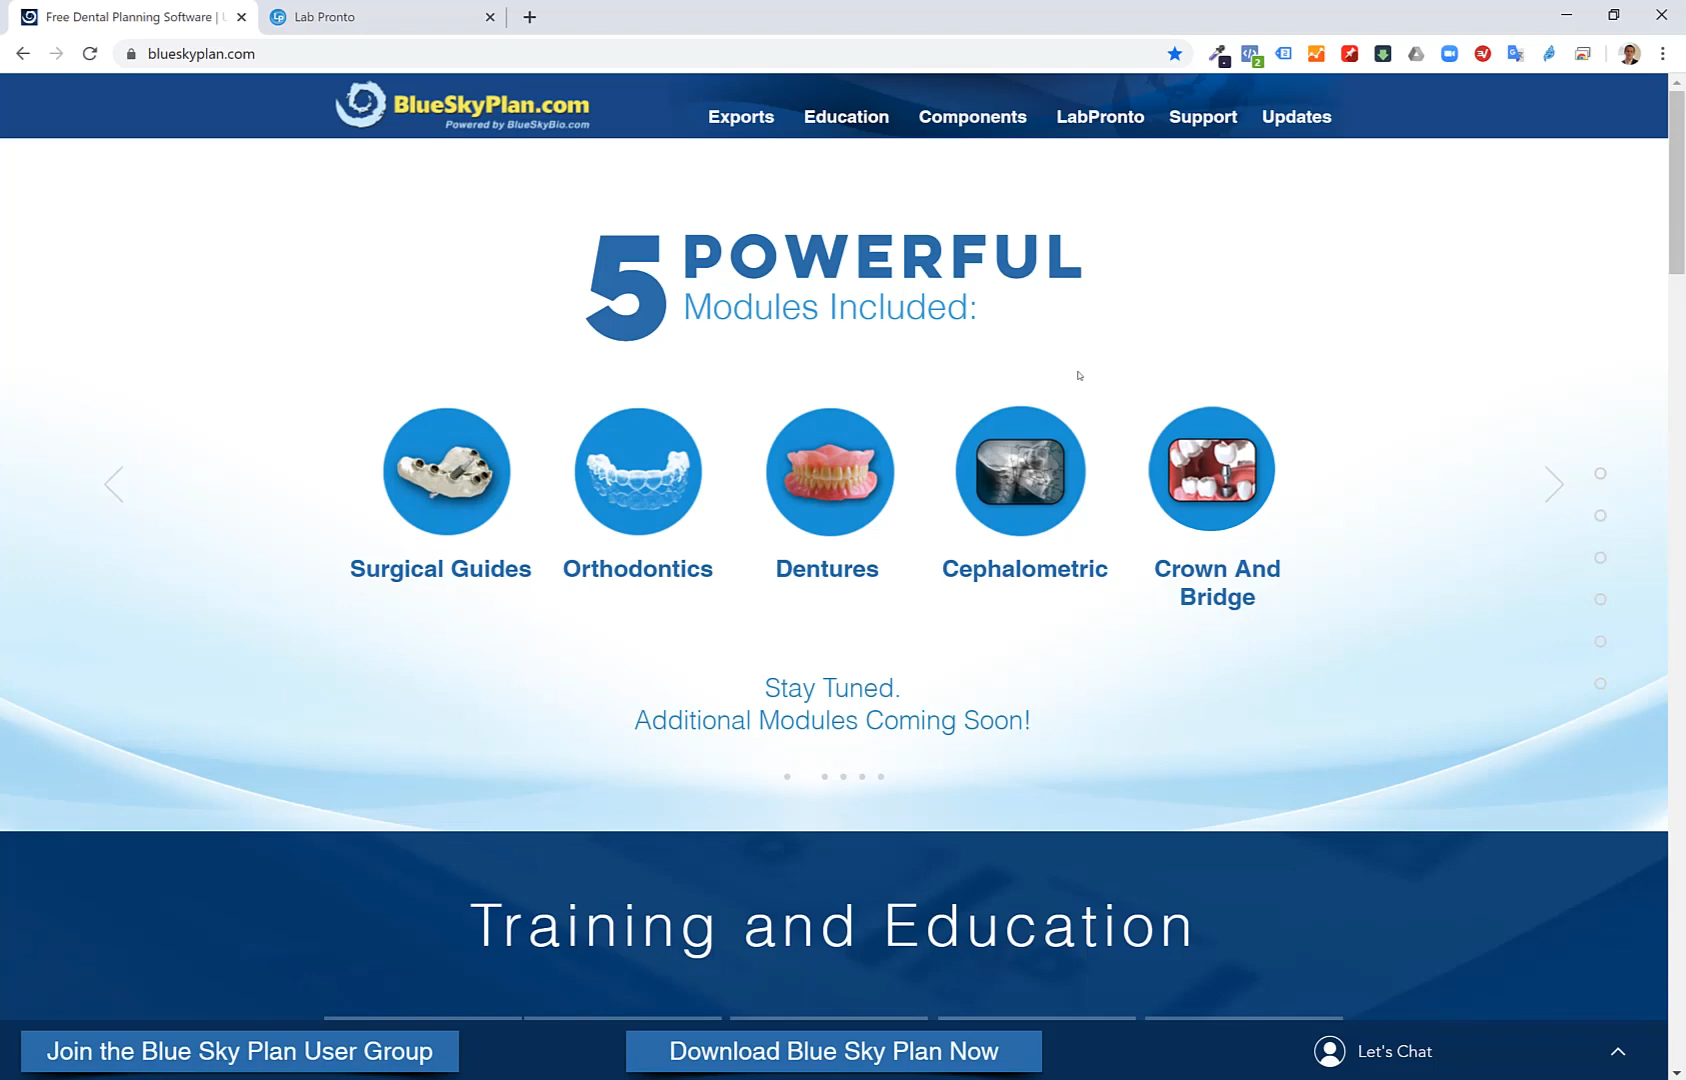 Free Dental Planning Software |
Lab Pronto
blueskyplan.com
2
BlueSkyPlan.com
Powered by BlueSkyBio.com
Exports
Education
Components
LabPronto
Support
Updates
5 POWERFUL
Modules Included:
Surgical Guides
Orthodontics
Dentures
Cephalometric
Crown And
Bridge
Stay Tuned.
Additional Modules Coming Soon!
Training and Education
Join the Blue Sky Plan User Group
Download Blue Sky Plan Now
Let's Chat